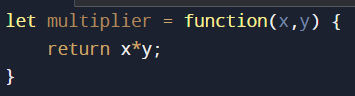 let multiplier = function(x,y) {
    return x*y;
}